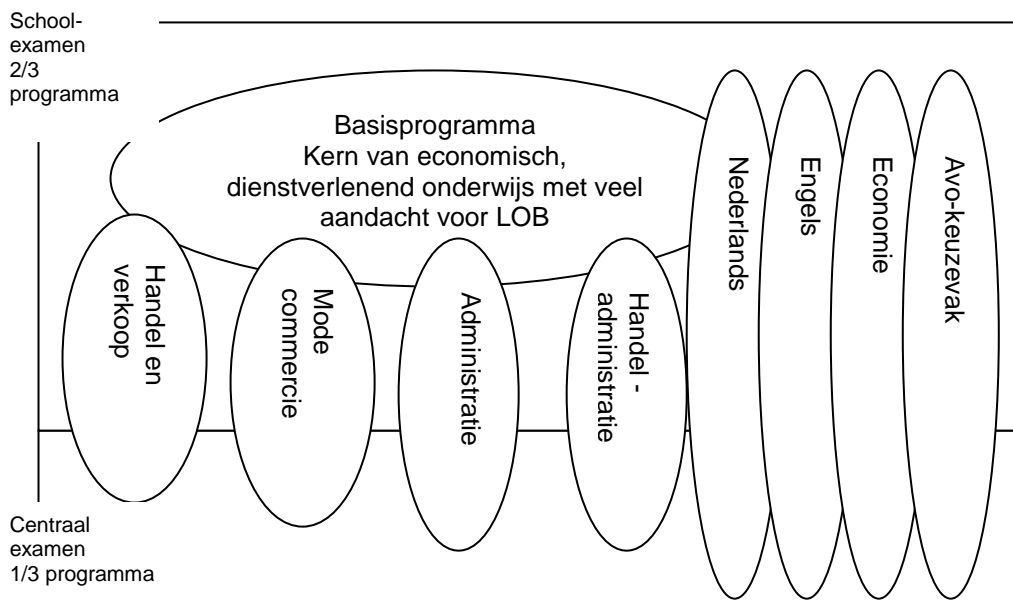 School-
examen
2/3
programma
Basisprogramma
Kern van economisch,
dienstverlenend onderwijs met veel
aandacht voor LOB
Handel en
verkoop
Mode
commercie
Administratie
Handel -
administratie
Nederlands
Engels
Economie
Avo-keuzevak
Centraal
examen
1/3 programma